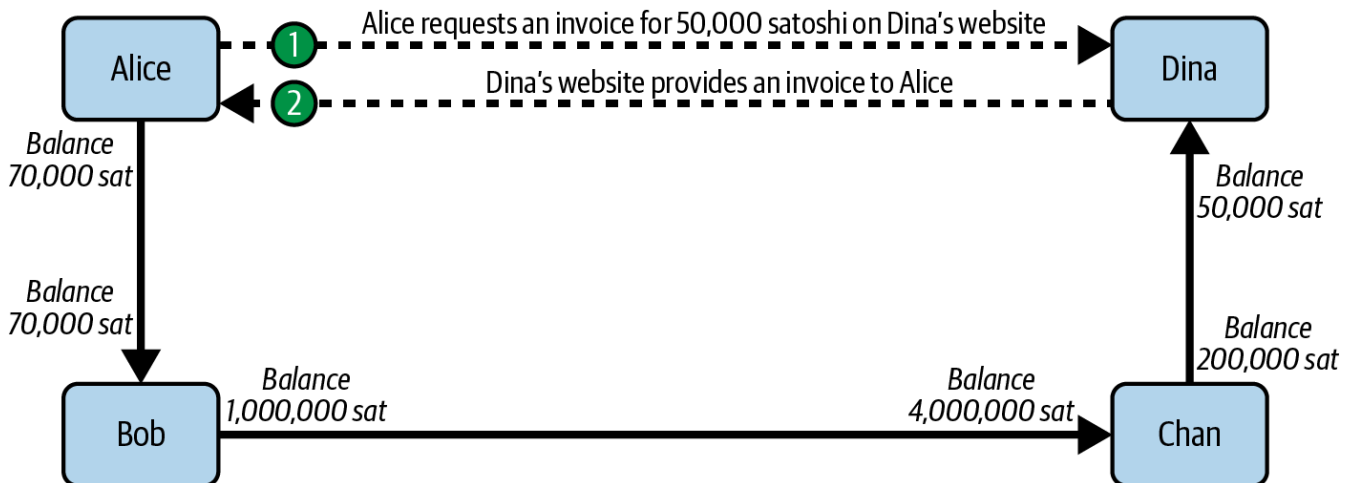 Alice requests an invoice for 50,000 satoshi on Dina’s website
1
Alice
Dina
Dina’s website provides an invoice to Alice
2
Balance
70,000 sat
Balance
50,000 sat
Balance
70,000 sat
Balance
200,000 sat
Balance
1,000,000 sat
Balance
4,000,000 sat
Bob
Chan